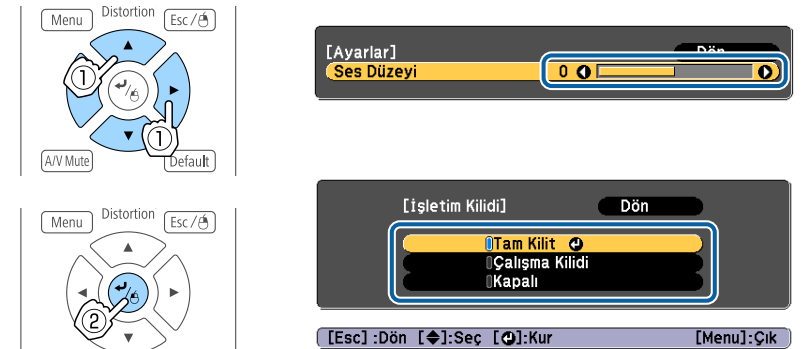 Menu Distortion Esc/
A/V Mute Default
①
①
[Ayarlar] Dön
Ses Düzeyi 0
Menu Distortion Esc/
②
[İşletim Kilidi] Dön
Tam Kilit
Çalışma Kilidi
Kapalı
[Esc] :Dön [◆]:Seç [⏎]:Kur [Menu]:Çık